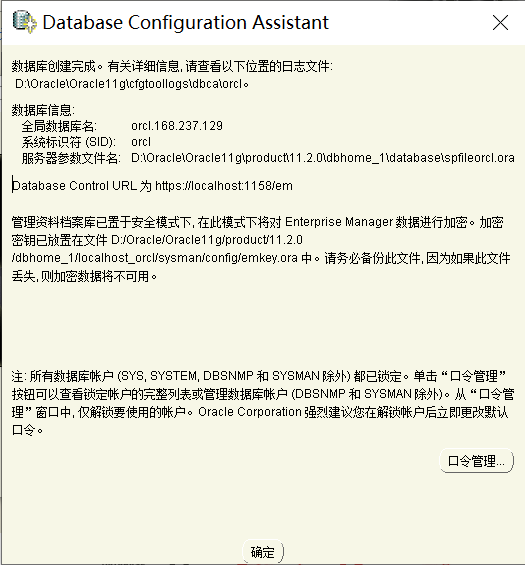 Database Configuration Assistant
数据库创建完成。有关详细信息, 请查看以下位置的日志文件:
D:\Oracle\Oracle11g\cfgtoollogs\dbca\orcl。
数据库信息:
全局数据库名: orcl.168.237.129
系统标识符 (SID): orcl
服务器参数文件名: D:\Oracle\Oracle11g\product\11.2.0\dbhome_1\database\spfileorcl.ora
Database Control URL 为 https://localhost:1158/em
管理资料档案库已置于安全模式下, 在此模式下将对 Enterprise Manager 数据进行加密。加密
密钥已放置在文件 D:/Oracle/Oracle11g/product/11.2.0
/dbhome_1/localhost_orcl/sysman/config/emkey.ora 中。请务必备份此文件, 因为如果此文件
丢失, 则加密数据将不可用。
注: 所有数据库帐户 (SYS, SYSTEM, DBSNMP 和 SYSMAN 除外) 都已锁定。单击“口令管理”
按钮可以查看锁定帐户的完整列表或管理数据库帐户 (DBSNMP 和 SYSMAN 除外)。从“口令管
理”窗口中, 仅解锁要使用的帐户。Oracle Corporation 强烈建议您在解锁帐户后立即更改默认
口令。
口令管理...
确定